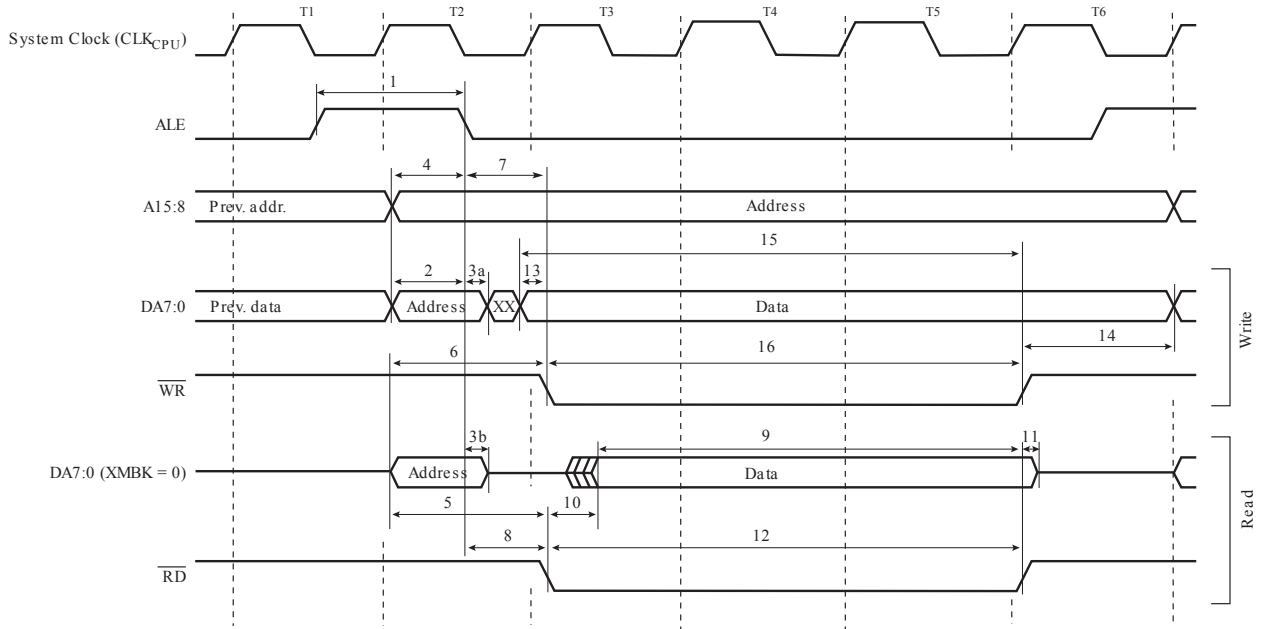 T1 T2 T3 T4 T5 T6
System Clock (CLKCPU)
1
ALE
4 7
A15:8 Prev. addr. Address
15
2 3a 13
DA7:0 Prev. data Address XX Data
14
6 16
WR
Write
3b 9 11
DA7:0 (XMBK = 0) Address Data
5 10
8 12
RD
Read